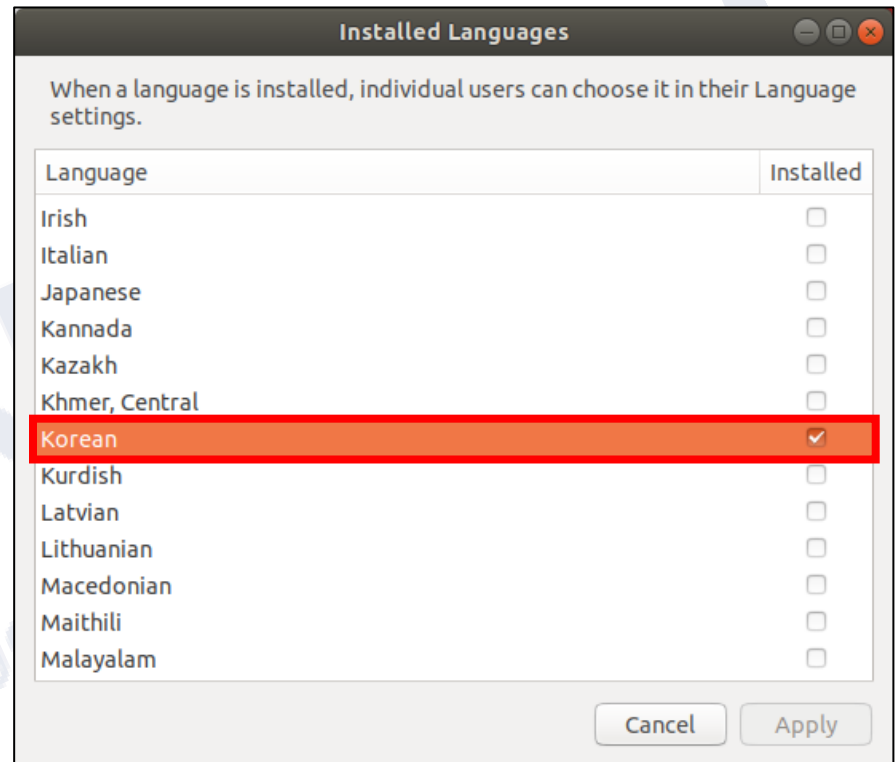 Installed Languages
When a language is installed, individual users can choose it in their Language
settings.
Language Installed
Irish
Italian
Japanese
Kannada
Kazakh
Khmer, Central
Korean
Kurdish
Latvian
Lithuanian
Macedonian
Maithili
Malayalam
Cancel Apply